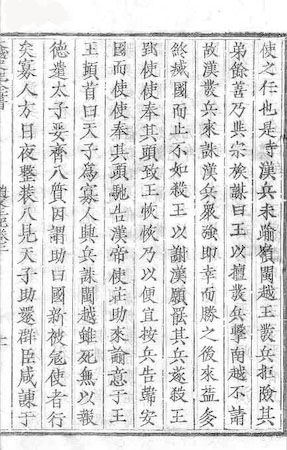 使之任也是寺漢兵未踰嶺閩越王發兵拒險其
弟餘善乃與宗族謀曰王以擅發兵擊南越不請
故漢發兵來誅漢兵衆強即幸而勝之後來益多
終滅國而止不如殺王以謝漢願罷其兵遂殺王
到使使奉其頭致王恢恢乃以便宜按兵告韓安
國而使使奉其頭馳告漢帝使莊助來諭意于王
王頓首曰天子為寡人興兵誅閩越雖死無以報
德遣太子嬰齊入質因謂助曰國新被寇使者行
矣寡人方日夜整装入見天子助還群臣咸諫于